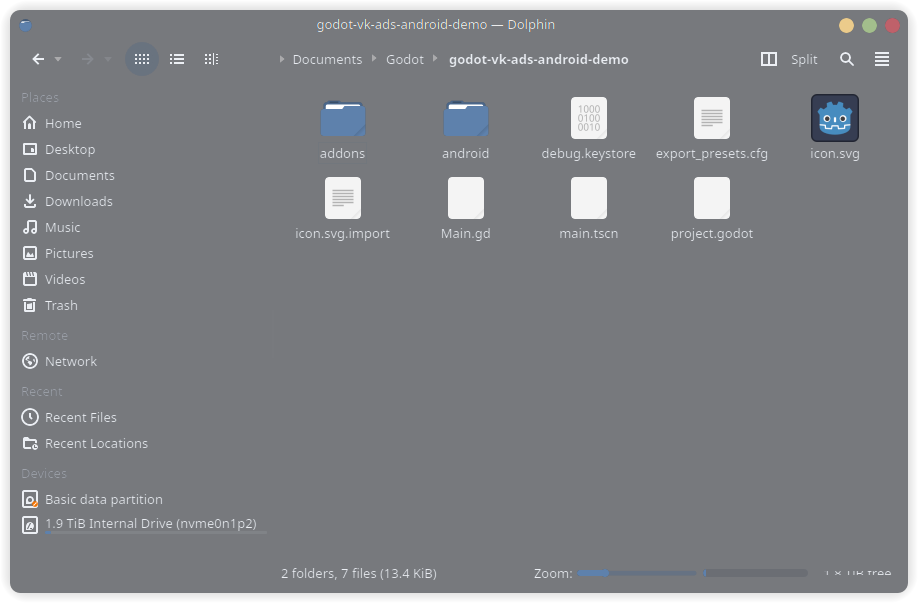 godot-vk-ads-android-demo — Dolphin
Documents Godot godot-vk-ads-android-demo Split
Places
Home
Desktop
Documents
Downloads
Music
Pictures
Videos
Trash
Remote
Network
Recent
Recent Files
Recent Locations
Devices
Basic data partition
1.9 TiB Internal Drive (nvme0n1p2)
addons android debug.keystore export_presets.cfg icon.svg
1000
0100
0010
icon.svg.import Main.gd main.tscn project.godot
2 folders, 7 files (13.4 KiB) Zoom: free